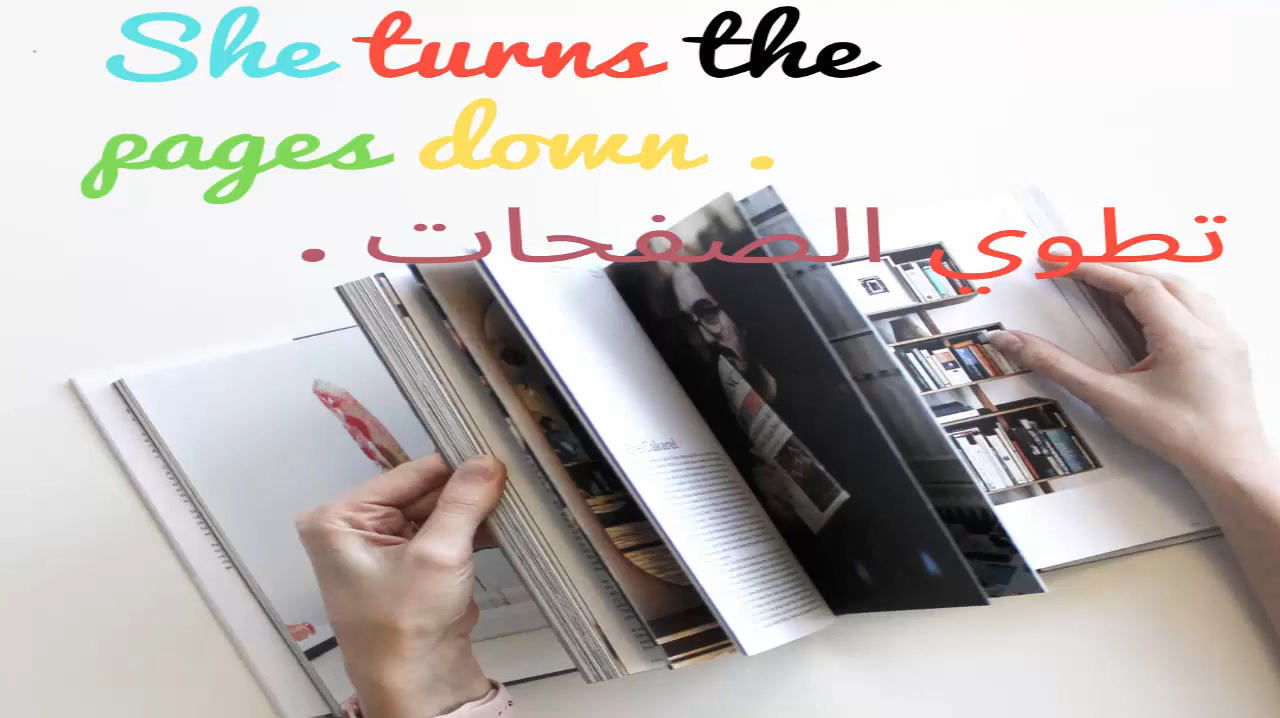 She turns the
pages down .
تطوي الصفحات .